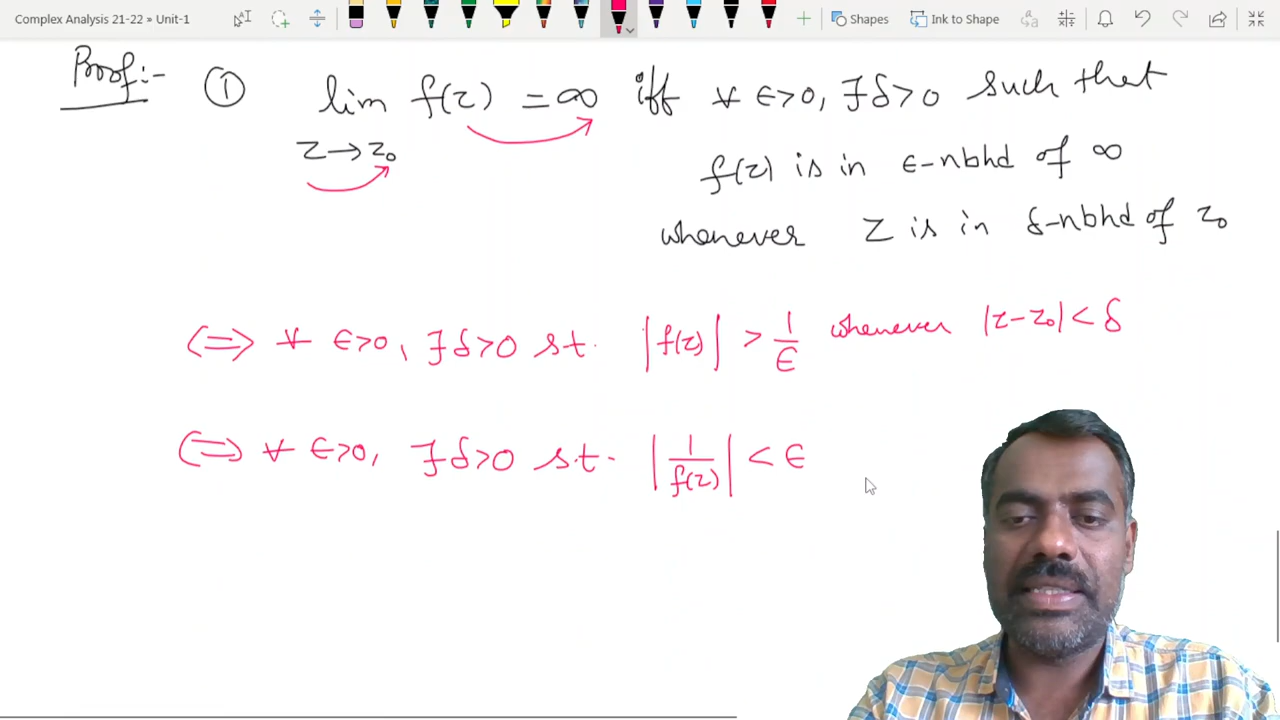 Complex Analysis 21-22 » Unit-1
Shapes
Ink to Shape
Proof:- ① lim f(z) = ∞ iff ∀ ε>0, ∃ δ>0 such that
z→z₀
f(z) is in ε-nbhd of ∞
whenever z is in δ-nbhd of z₀
⟺ ∀ ε>0, ∃ δ>0 s.t. |f(z)| > 1/ε whenever |z-z₀| < δ
⟺ ∀ ε>0, ∃ δ>0 s.t. |1/f(z)| < ε